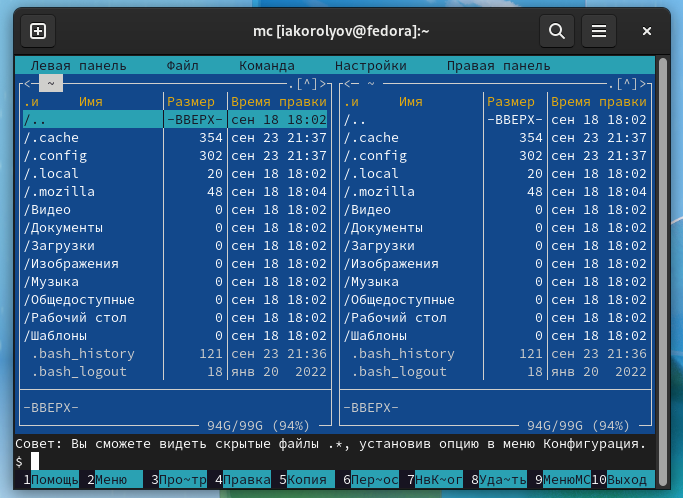 mc [iakorolyov@fedora]:~
Левая панель Файл Команда Настройки Правая панель
<─ ~ ─.[^]> <─ ~ ─.[^]>
.и Имя Размер Время правки .и Имя Размер Время правки
/.. -ВВЕРХ- сен 18 18:02 /.. -ВВЕРХ- сен 18 18:02
/.cache 354 сен 23 21:37 /.cache 354 сен 23 21:37
/.config 302 сен 23 21:37 /.config 302 сен 23 21:37
/.local 20 сен 18 18:02 /.local 20 сен 18 18:02
/.mozilla 48 сен 18 18:04 /.mozilla 48 сен 18 18:04
/Видео 0 сен 18 18:02 /Видео 0 сен 18 18:02
/Документы 0 сен 18 18:02 /Документы 0 сен 18 18:02
/Загрузки 0 сен 18 18:02 /Загрузки 0 сен 18 18:02
/Изображения 0 сен 18 18:02 /Изображения 0 сен 18 18:02
/Музыка 0 сен 18 18:02 /Музыка 0 сен 18 18:02
/Общедоступные 0 сен 18 18:02 /Общедоступные 0 сен 18 18:02
/Рабочий стол 0 сен 18 18:02 /Рабочий стол 0 сен 18 18:02
/Шаблоны 0 сен 18 18:02 /Шаблоны 0 сен 18 18:02
.bash_history 121 сен 23 21:36 .bash_history 121 сен 23 21:36
.bash_logout 18 янв 20 2022 .bash_logout 18 янв 20 2022
-ВВЕРХ- -ВВЕРХ-
94G/99G (94%) 94G/99G (94%)
Совет: Вы сможете видеть скрытые файлы .*, установив опцию в меню Конфигурация.
$
1Помощь 2Меню 3Про~тр 4Правка 5Копия 6Пер~ос 7НвК~ог 8Уда~ть 9МенюMC 10Выход